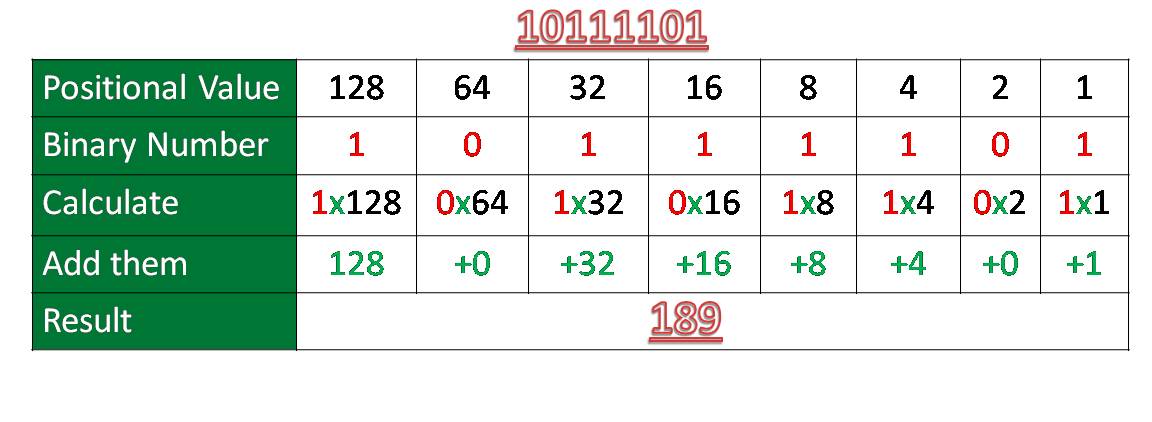 10111101
Positional Value 128 64 32 16 8 4 2 1
Binary Number 1 0 1 1 1 1 0 1
Calculate 1x128 0x64 1x32 0x16 1x8 1x4 0x2 1x1
Add them 128 +0 +32 +16 +8 +4 +0 +1
Result 189